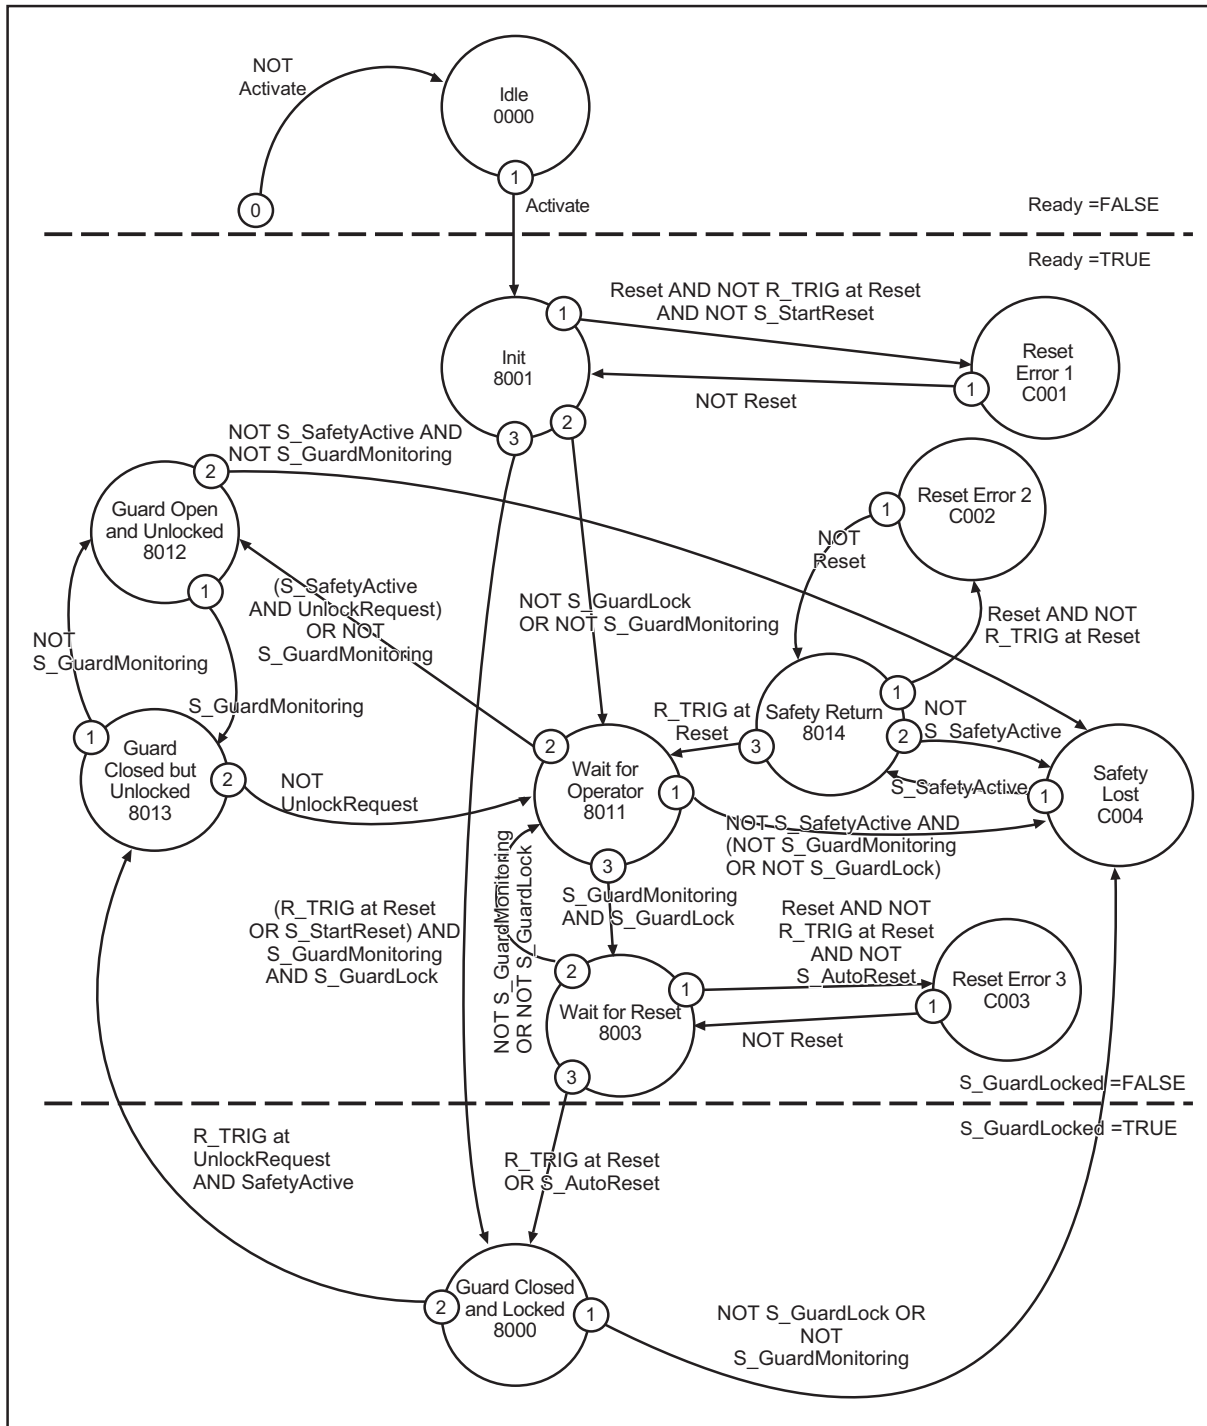 NOT
Activate
Idle
0000
1
0
Activate
Ready =FALSE
Ready =TRUE
Reset AND NOT R_TRIG at Reset
AND NOT S_StartReset
1
Init
8001
Reset
Error 1
C001
1
NOT Reset
3
2
NOT S_SafetyActive AND
NOT S_GuardMonitoring
2
Guard Open
and Unlocked
8012
1
Reset Error 2
C002
1
NOT
Reset
(S_SafetyActive
AND UnlockRequest)
OR NOT
S_GuardMonitoring
NOT S_GuardLock
OR NOT S_GuardMonitoring
Reset AND NOT
R_TRIG at Reset
NOT
S_GuardMonitoring
S_GuardMonitoring
1
Guard
Closed but
Unlocked
8013
2
NOT
UnlockRequest
R_TRIG at
Reset
Safety Return
8014
1
2
3
NOT
S_SafetyActive
S_SafetyActive
2
Wait for
Operator
8011
1
3
Safety
Lost
C004
1
NOT S_SafetyActive AND
(NOT S_GuardMonitoring
OR NOT S_GuardLock)
NOT S_GuardMonitoring
OR NOT S_GuardLock
S_GuardMonitoring
AND S_GuardLock
(R_TRIG at Reset
OR S_StartReset) AND
S_GuardMonitoring
AND S_GuardLock
Reset AND NOT
R_TRIG at Reset
AND NOT
S_AutoReset
2
1
Wait for Reset
8003
3
Reset Error 3
C003
1
NOT Reset
S_GuardLocked =FALSE
S_GuardLocked =TRUE
R_TRIG at
UnlockRequest
AND SafetyActive
R_TRIG at Reset
OR S_AutoReset
2
Guard Closed
and Locked
8000
1
NOT S_GuardLock OR
NOT
S_GuardMonitoring